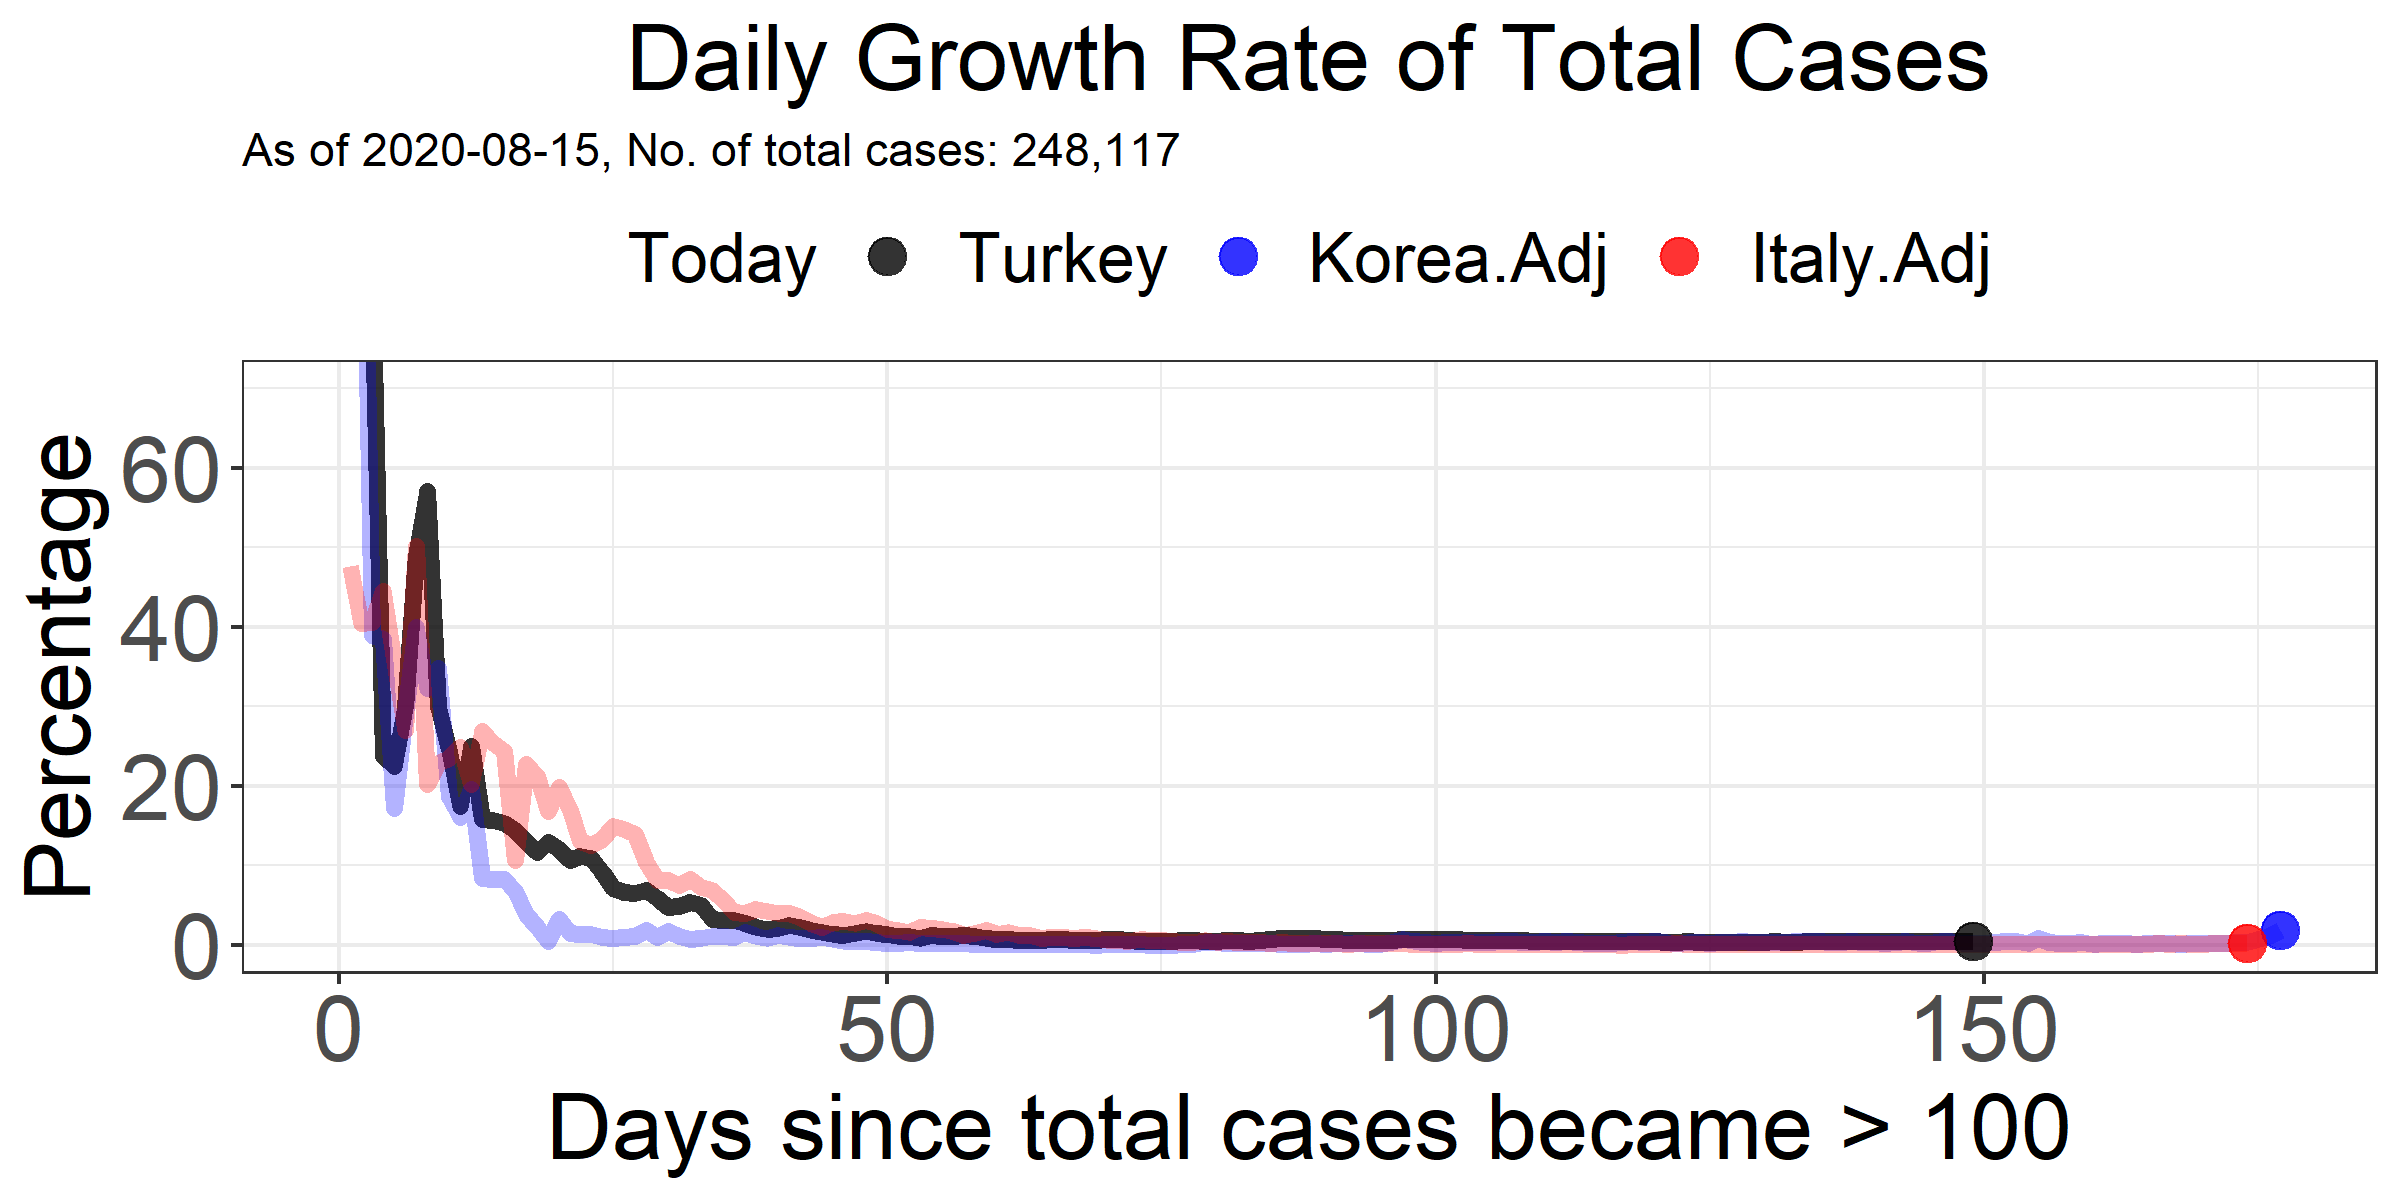 Daily Growth Rate of Total Cases
As of 2020-08-15, No. of total cases: 248,117
Today Turkey Korea.Adj Italy.Adj
Percentage
60
40
20
0
0 50 100 150
Days since total cases became > 100